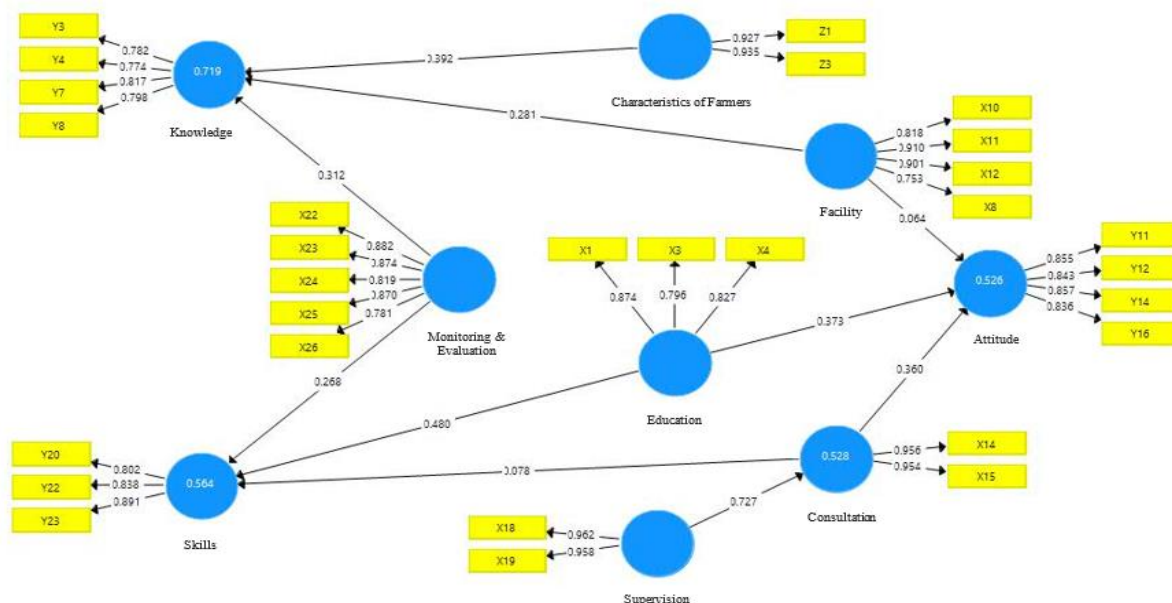 Y3
Y4
Y7
Y8
0.782
0.774
0.817
0.798
0.719
Knowledge
0.392
0.927
0.935
Z1
Z3
Characteristics of Farmers
0.281
0.818
0.910
0.901
0.753
X10
X11
X12
X8
Facility
0.064
0.312
X22
X23
X24
X25
X26
0.882
0.874
0.819
0.870
0.781
Monitoring &
Evaluation
0.268
X1
X3
X4
0.874
0.796
0.827
Education
0.373
0.480
0.526
Attitude
0.855
0.843
0.857
0.836
Y11
Y12
Y14
Y16
0.360
Y20
Y22
Y23
0.802
0.838
0.891
0.564
Skills
0.078
0.528
Consultation
0.956
0.954
X14
X15
0.727
X18
X19
0.962
0.958
Supervision